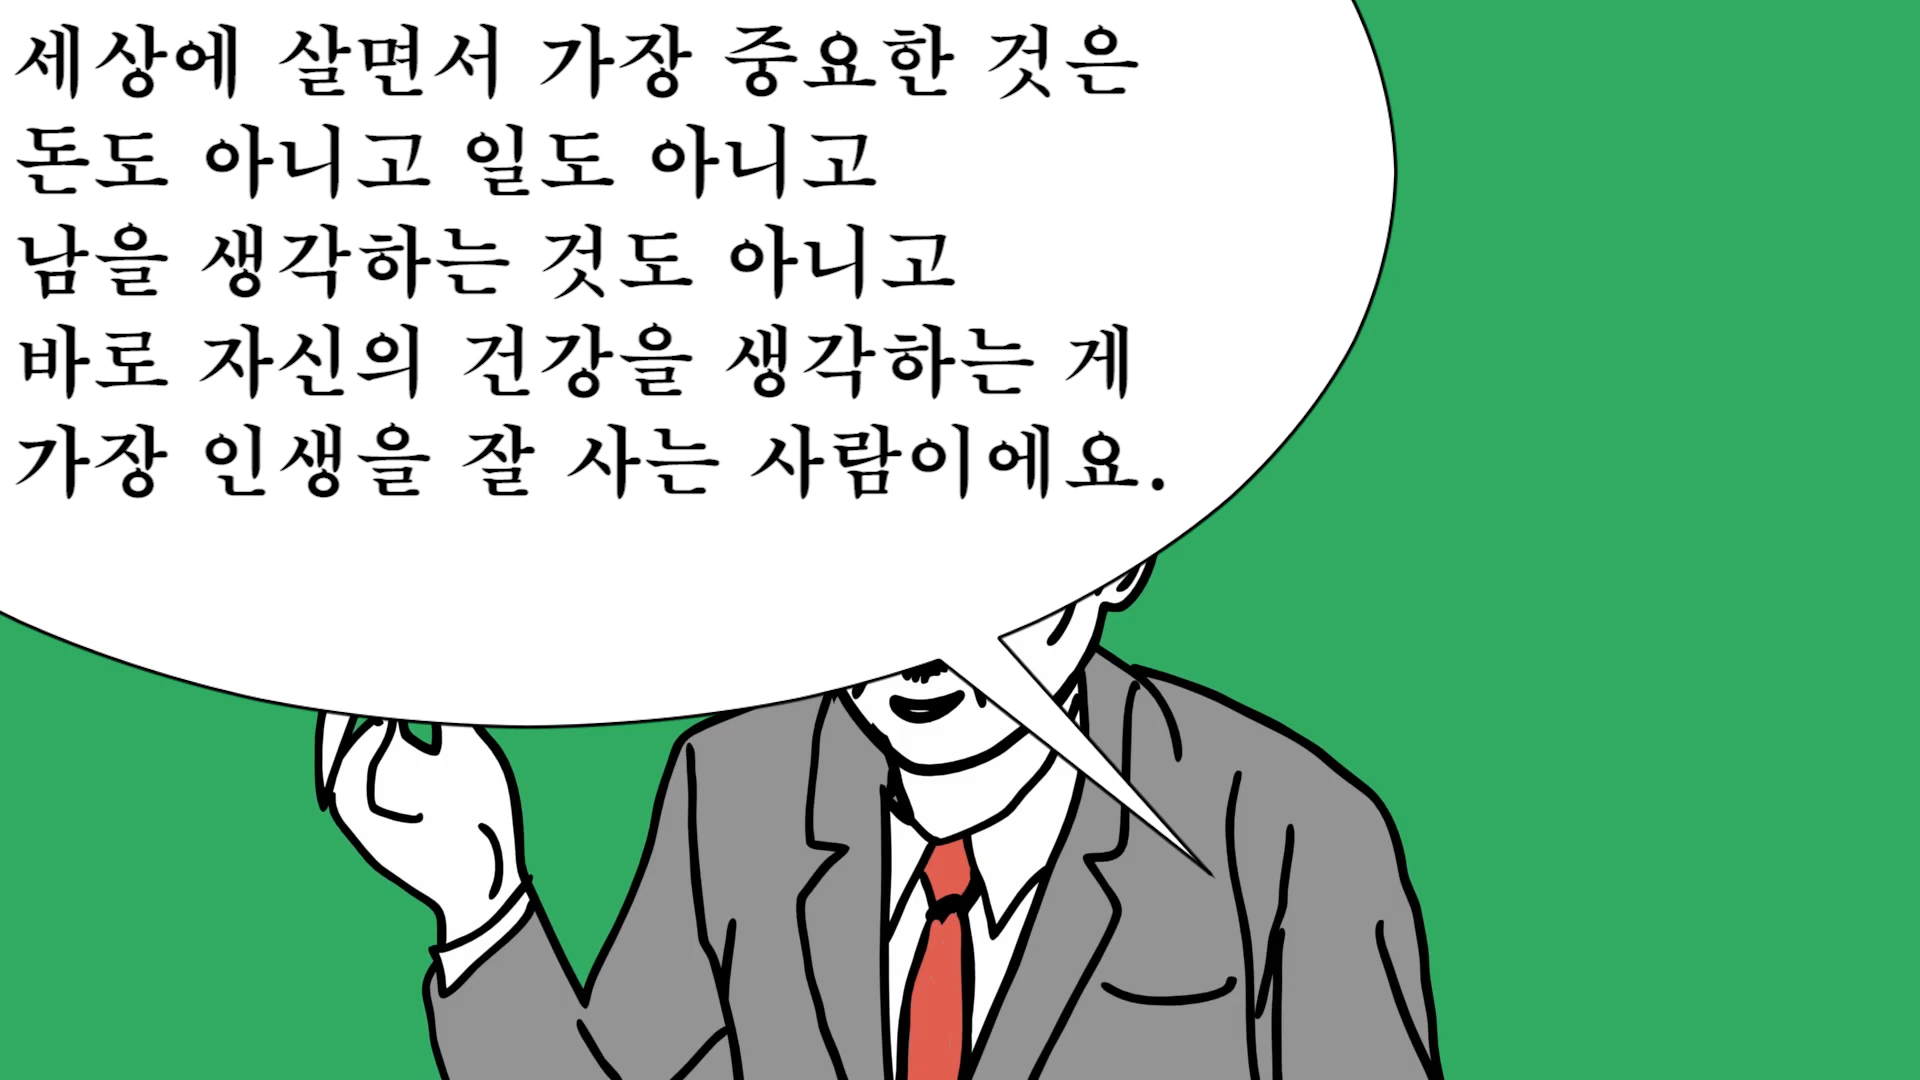 세상에 살면서 가장 중요한 것은
돈도 아니고 일도 아니고
남을 생각하는 것도 아니고
바로 자신의 건강을 생각하는 게
가장 인생을 잘 사는 사람이에요.